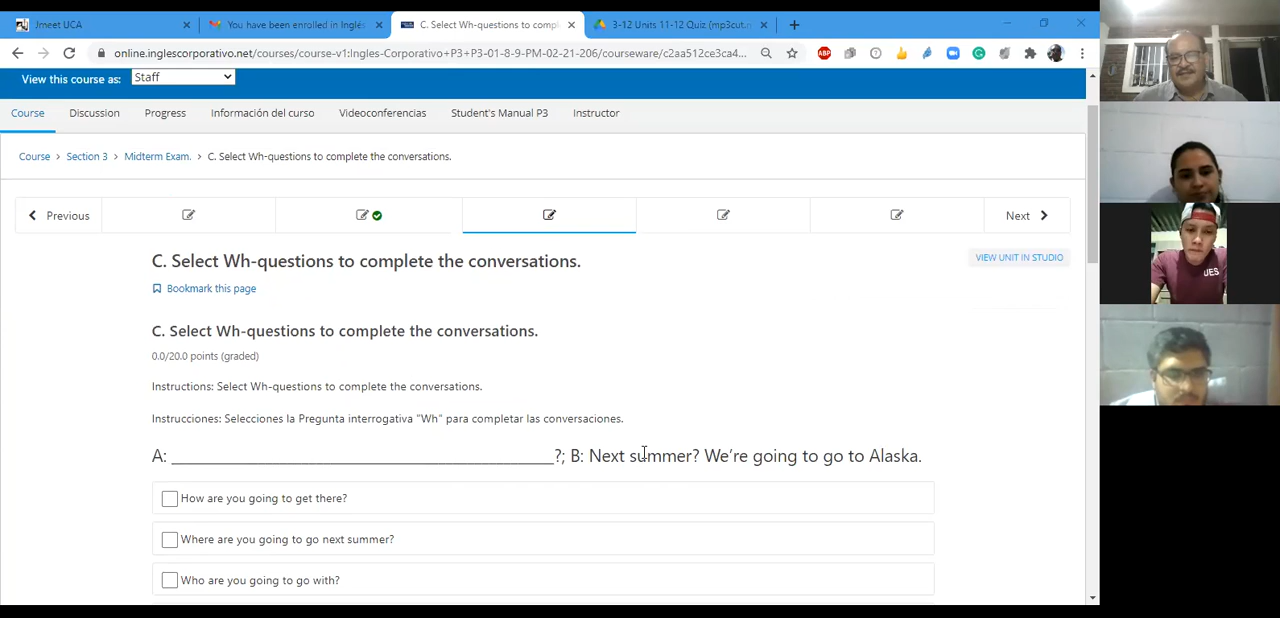 Jmeet UCA
You have been enrolled in Inglés
C. Select Wh-questions to compl
3-12 Units 11-12 Quiz (mp3cut.n
online.inglescorporativo.net/courses/course-v1:Ingles-Corporativo+P3+P3-01-8-9-PM-02-21-206/courseware/c2aa512ce3ca4...
ABP
View this course as: Staff
Course Discussion Progress Información del curso Videoconferencias Student's Manual P3 Instructor
Course > Section 3 > Midterm Exam. > C. Select Wh-questions to complete the conversations.
Previous
Next
C. Select Wh-questions to complete the conversations.
VIEW UNIT IN STUDIO
Bookmark this page
C. Select Wh-questions to complete the conversations.
0.0/20.0 points (graded)
Instructions: Select Wh-questions to complete the conversations.
Instrucciones: Selecciones la Pregunta interrogativa "Wh" para completar las conversaciones.
A: ______________________________________?; B: Next summer? We're going to go to Alaska.
How are you going to get there?
Where are you going to go next summer?
Who are you going to go with?
UES